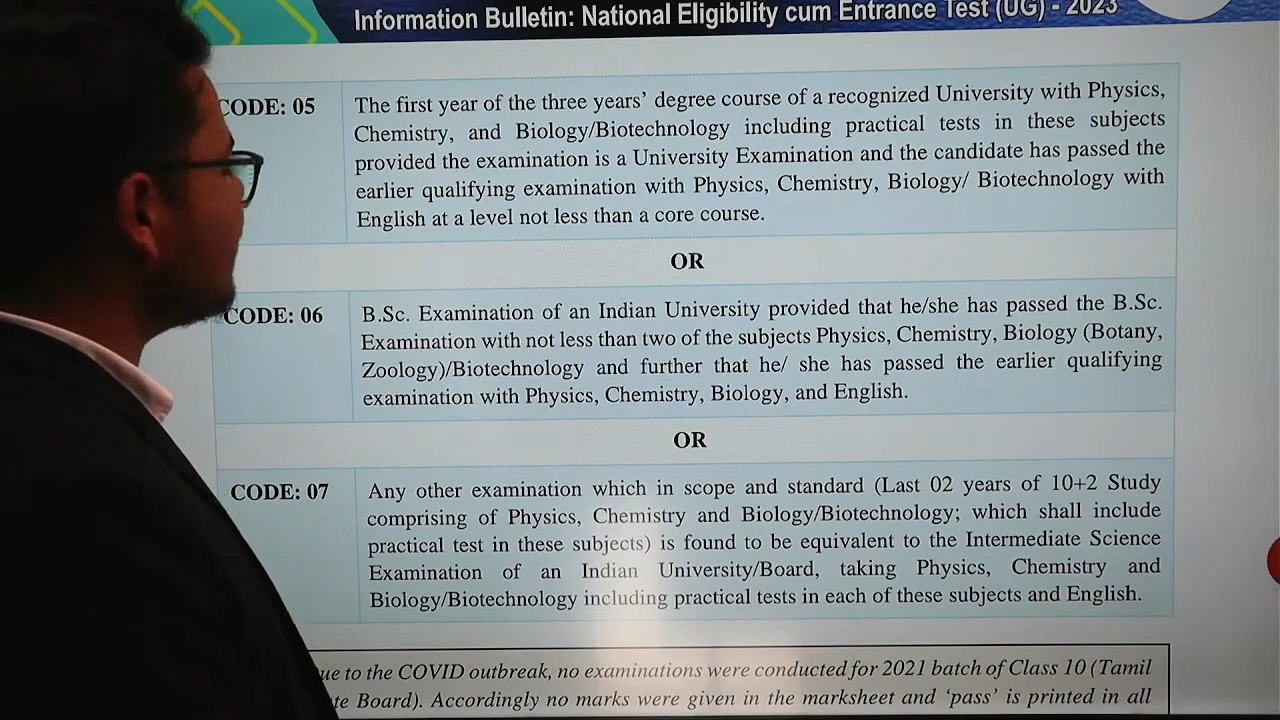 Information Bulletin: National Eligibility cum Entrance Test (UG) - 2023
CODE: 05
The first year of the three years’ degree course of a recognized University with Physics,
Chemistry, and Biology/Biotechnology including practical tests in these subjects
provided the examination is a University Examination and the candidate has passed the
earlier qualifying examination with Physics, Chemistry, Biology/ Biotechnology with
English at a level not less than a core course.
OR
CODE: 06
B.Sc. Examination of an Indian University provided that he/she has passed the B.Sc.
Examination with not less than two of the subjects Physics, Chemistry, Biology (Botany,
Zoology)/Biotechnology and further that he/ she has passed the earlier qualifying
examination with Physics, Chemistry, Biology, and English.
OR
CODE: 07
Any other examination which in scope and standard (Last 02 years of 10+2 Study
comprising of Physics, Chemistry and Biology/Biotechnology; which shall include
practical test in these subjects) is found to be equivalent to the Intermediate Science
Examination of an Indian University/Board, taking Physics, Chemistry and
Biology/Biotechnology including practical tests in each of these subjects and English.
ue to the COVID outbreak, no examinations were conducted for 2021 batch of Class 10 (Tamil
te Board). Accordingly no marks were given in the marksheet and ‘pass’ is printed in all